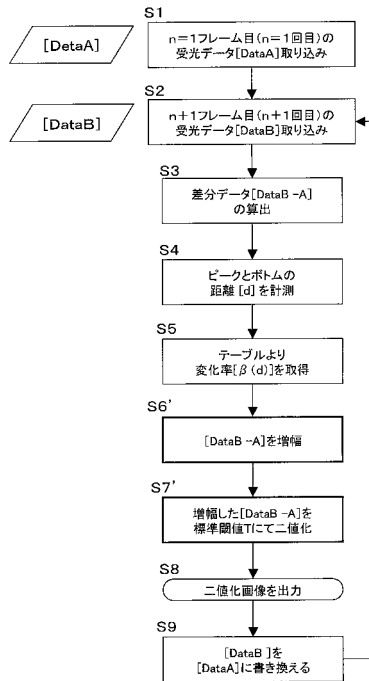 S1
[DetaA]
n=1フレーム目(n=1回目)の
受光データ[DataA]取り込み
S2
[DataB]
n+1フレーム目(n+1回目)の
受光データ[DataB]取り込み
S3
差分データ[DataB-A]
の算出
S4
ピークとボトムの
距離[d]を計測
S5
テーブルより
変化率[β(d)]を取得
S6'
[DataB-A]を増幅
S7'
増幅した[DataB-A]を
標準閾値Tにて二値化
S8
二値化画像を出力
S9
[DataB]を
[DataA]に書き換える